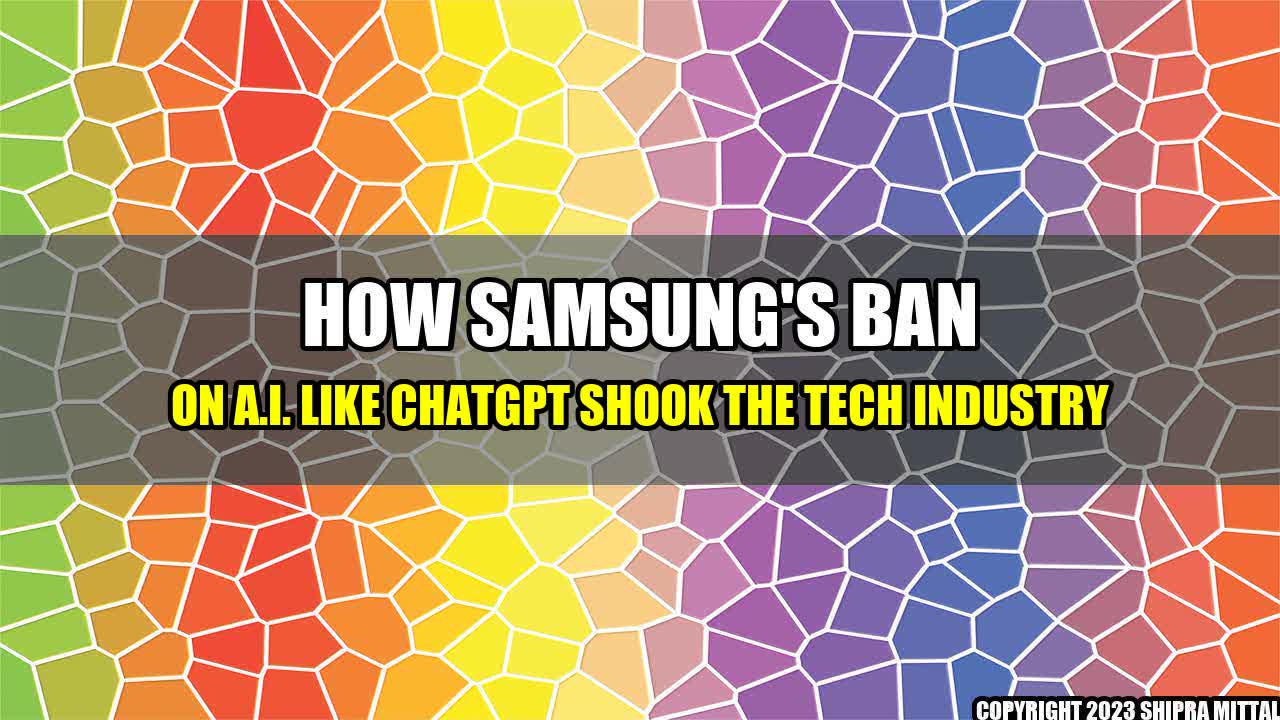 HOW SAMSUNG'S BAN
ON A.I. LIKE CHATGPT SHOOK THE TECH INDUSTRY
COPYRIGHT 2023 SHIPRA MITTAL